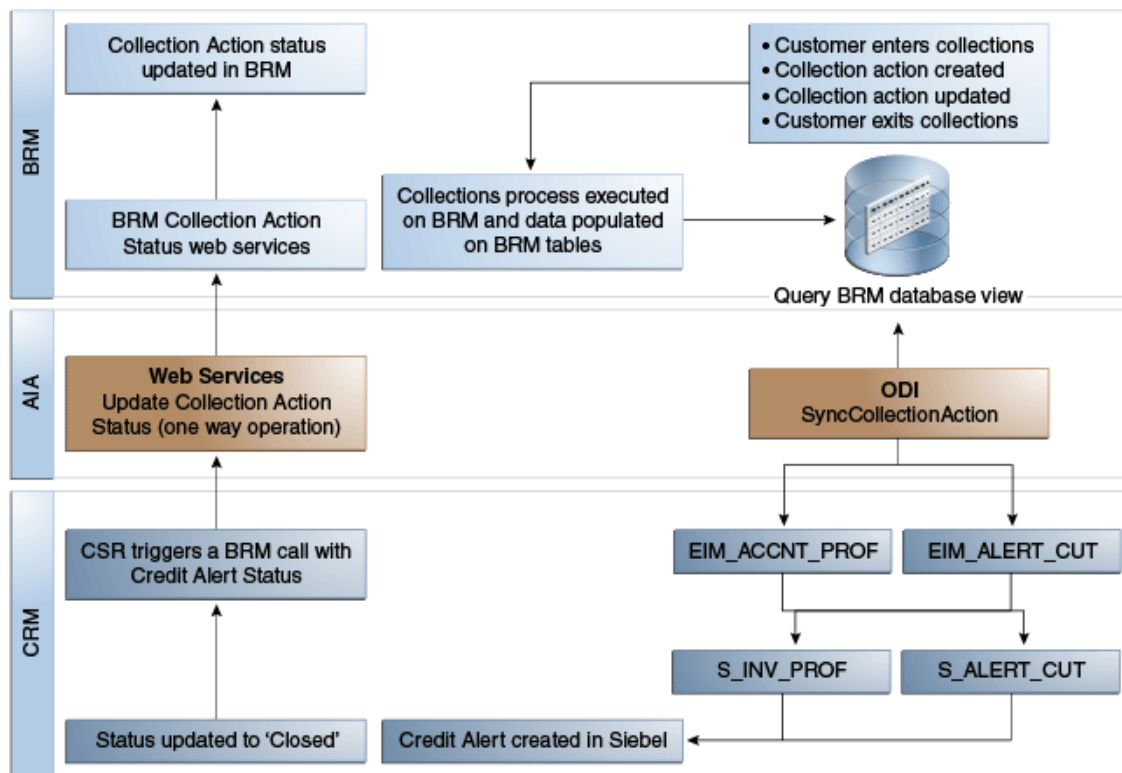 BRM
Collection Action status
updated in BRM
• Customer enters collections
• Collection action created
• Collection action updated
• Customer exits collections
BRM Collection Action
Status web services
Collections process executed
on BRM and data populated
on BRM tables
Query BRM database view
AIA
Web Services
Update Collection Action
Status (one way operation)
ODI
SyncCollectionAction
CRM
CSR triggers a BRM call with
Credit Alert Status
EIM_ACCNT_PROF
EIM_ALERT_CUT
S_INV_PROF
S_ALERT_CUT
Status updated to ‘Closed’
Credit Alert created in Siebel